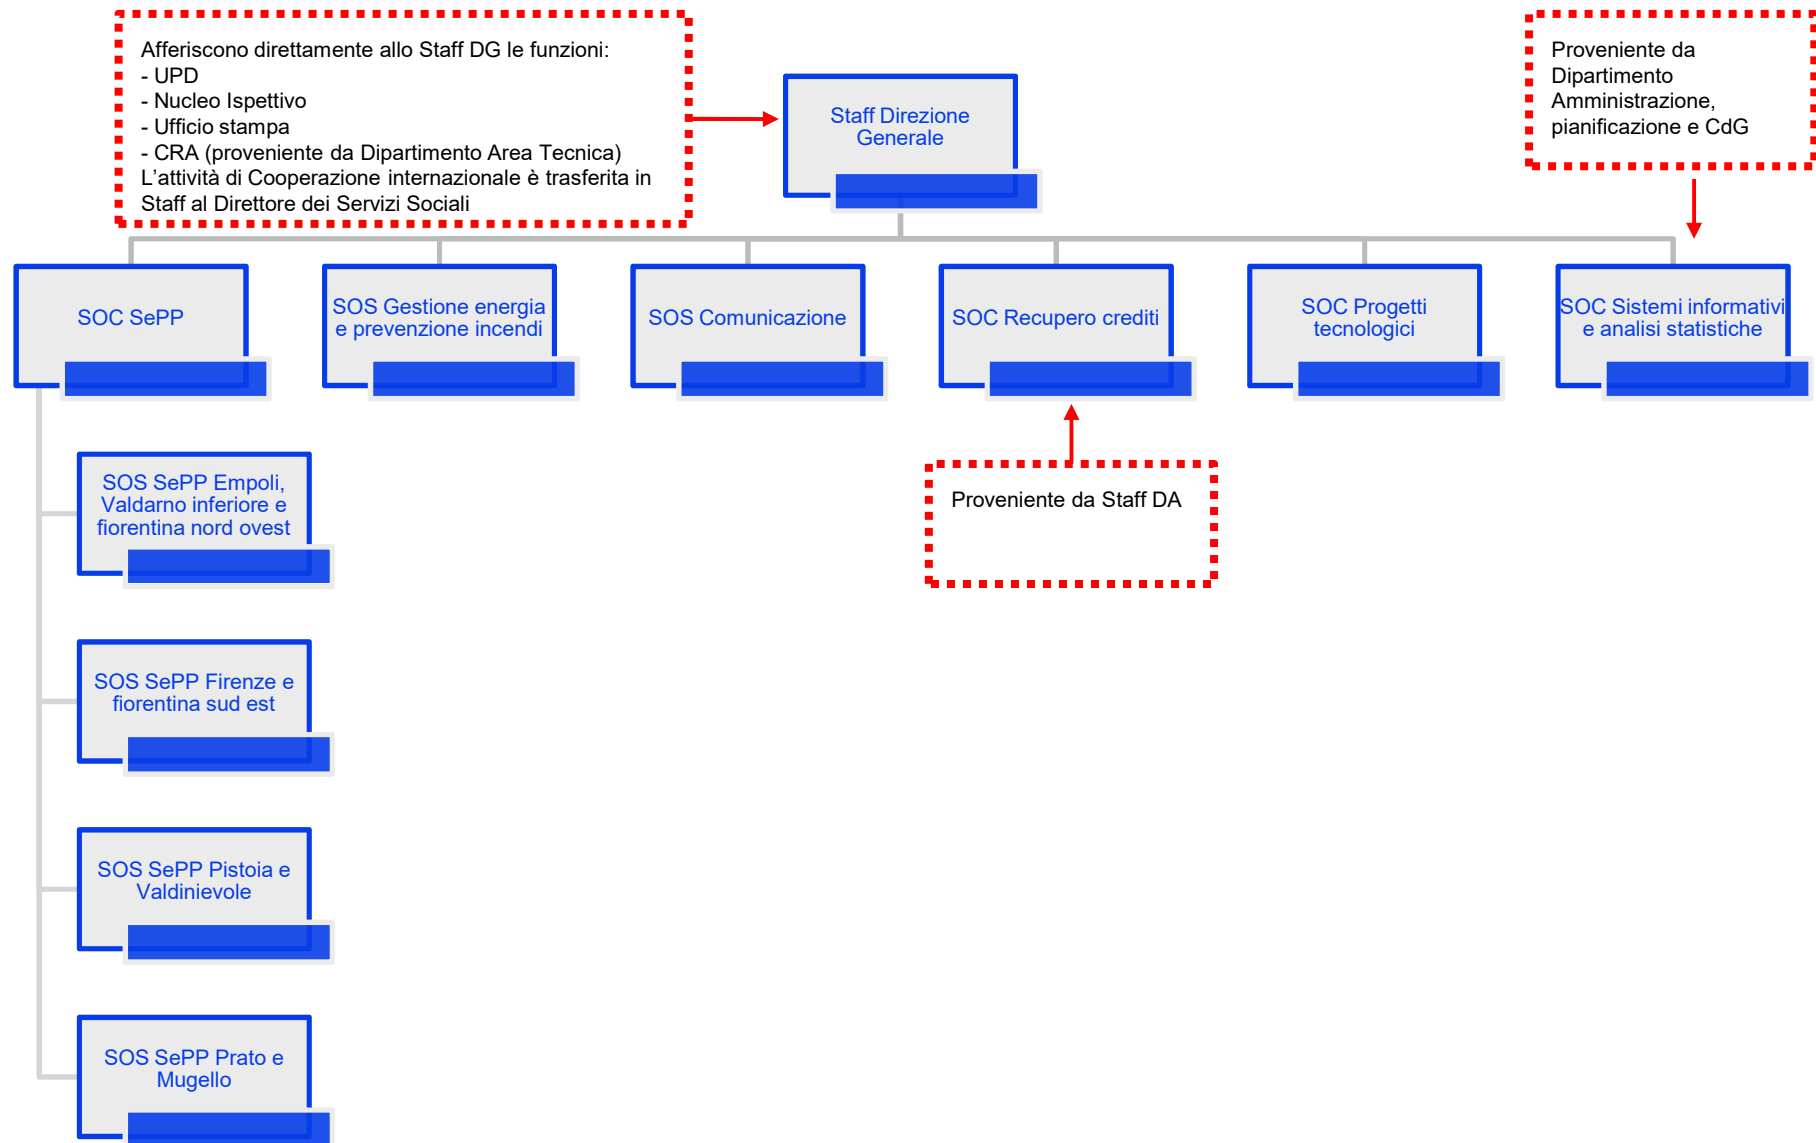 Afferiscono direttamente allo Staff DG le funzioni:
- UPD
- Nucleo Ispettivo
- Ufficio stampa
- CRA (proveniente da Dipartimento Area Tecnica)
L’attività di Cooperazione internazionale è trasferita in
Staff al Direttore dei Servizi Sociali
Staff Direzione
Generale
Proveniente da
Dipartimento
Amministrazione,
pianificazione e CdG
SOC SePP
SOS Gestione energia
e prevenzione incendi
SOS Comunicazione
SOC Recupero crediti
SOC Progetti
tecnologici
SOC Sistemi informativi
e analisi statistiche
Proveniente da Staff DA
SOS SePP Empoli,
Valdarno inferiore e
fiorentina nord ovest
SOS SePP Firenze e
fiorentina sud est
SOS SePP Pistoia e
Valdinievole
SOS SePP Prato e
Mugello